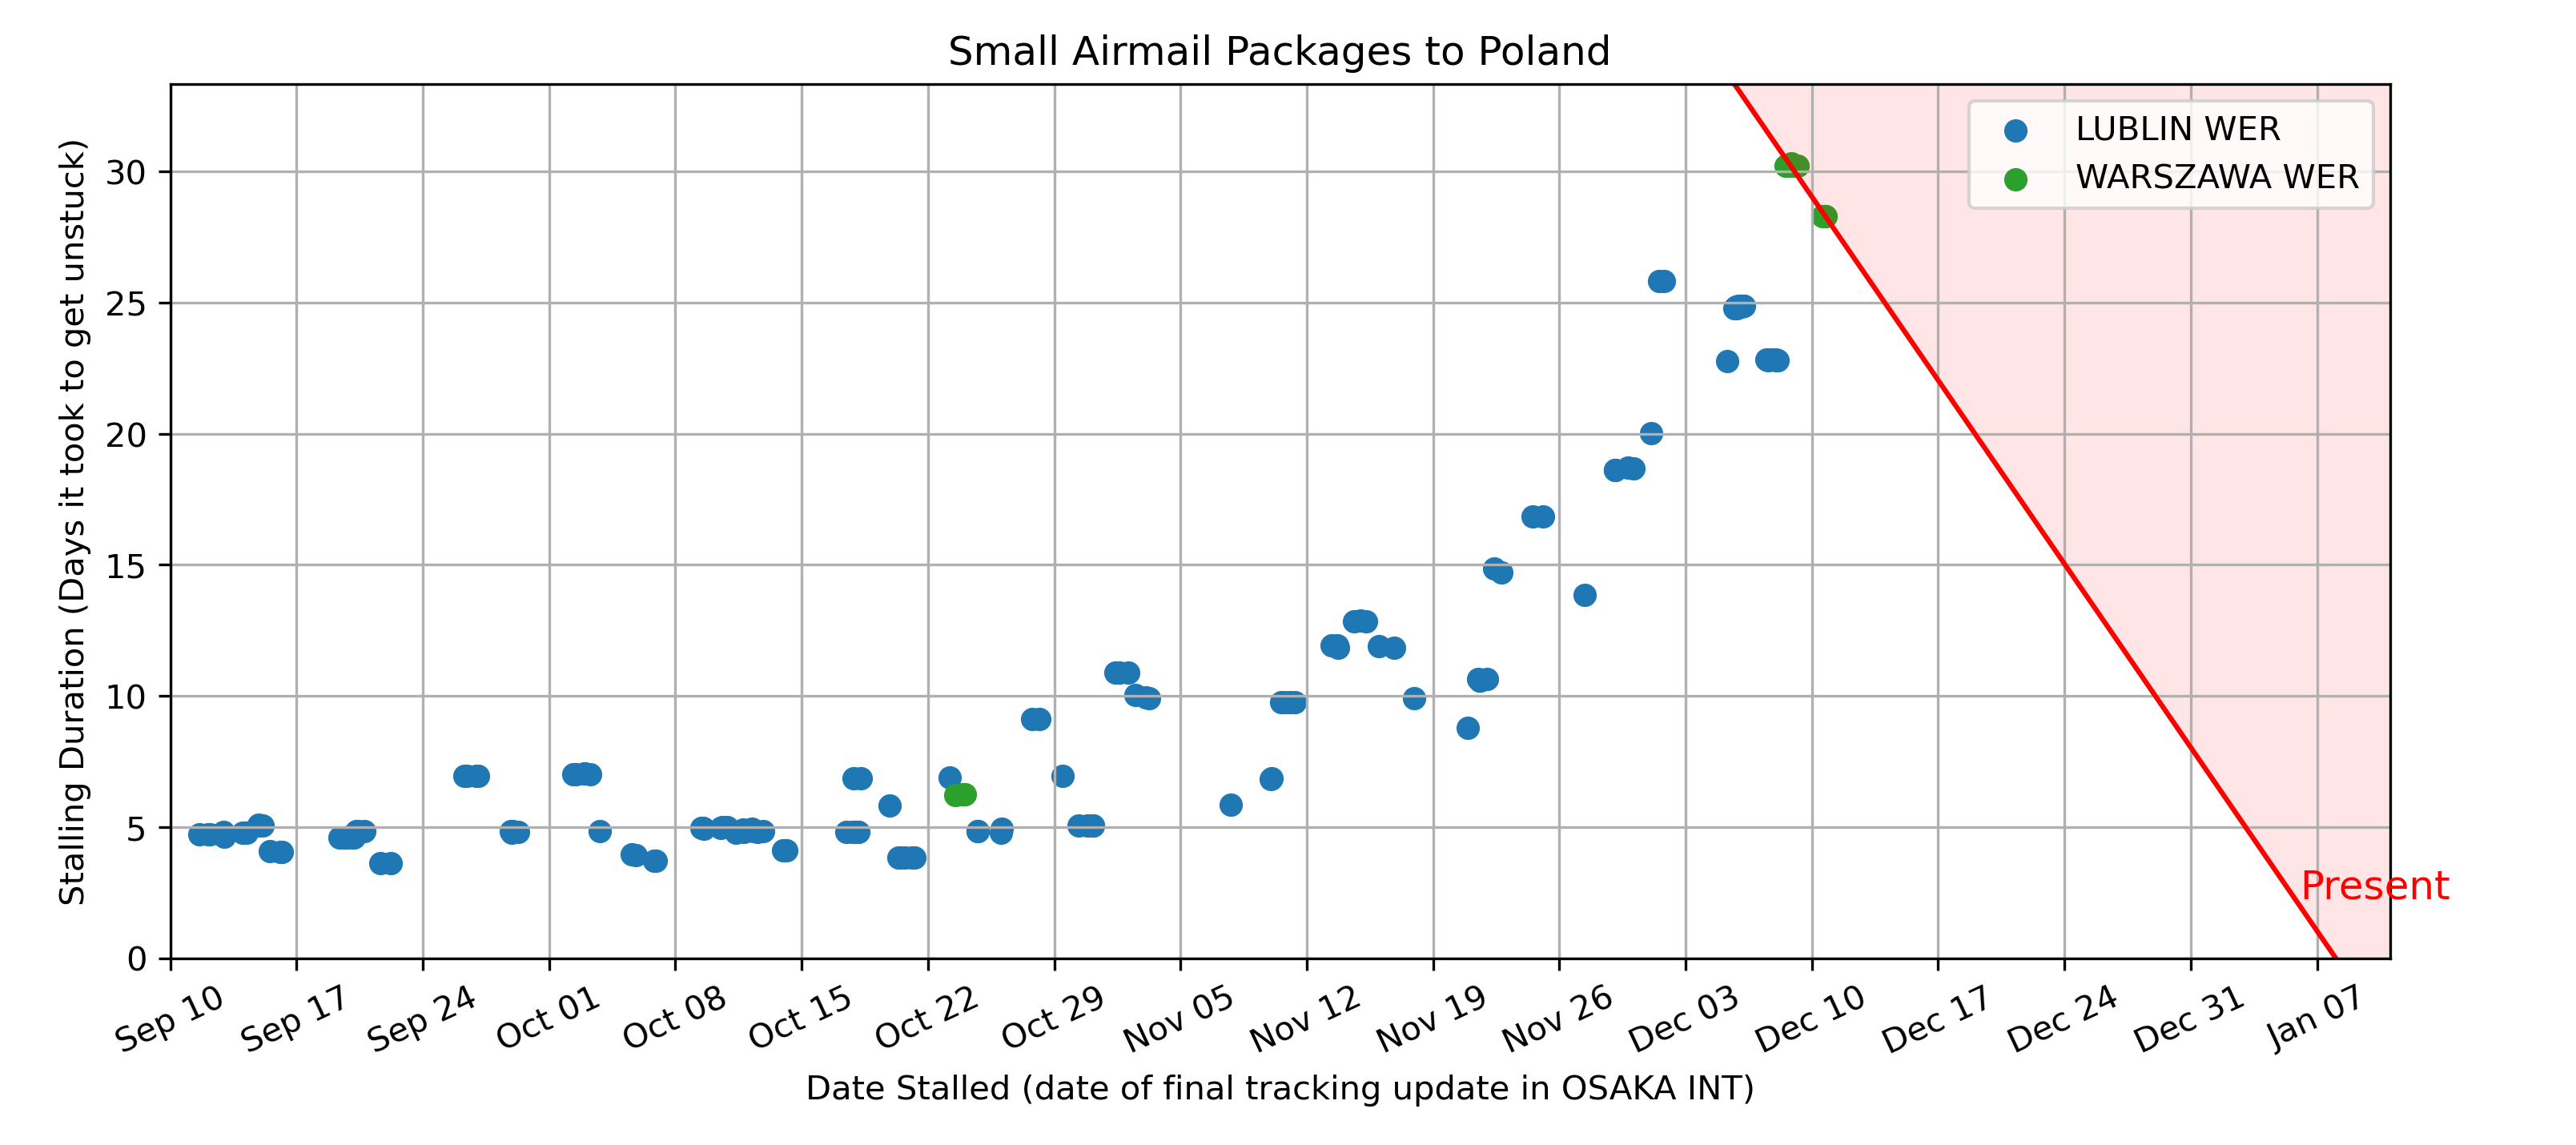 Small Airmail Packages to Poland
LUBLIN WER
WARSZAWA WER
Stalling Duration (Days it took to get unstuck)
30
25
20
15
10
5
0
Present
Sep 10
Sep 17
Sep 24
Oct 01
Oct 08
Oct 15
Oct 22
Oct 29
Nov 05
Nov 12
Nov 19
Nov 26
Dec 03
Dec 10
Dec 17
Dec 24
Dec 31
Jan 07
Date Stalled (date of final tracking update in OSAKA INT)